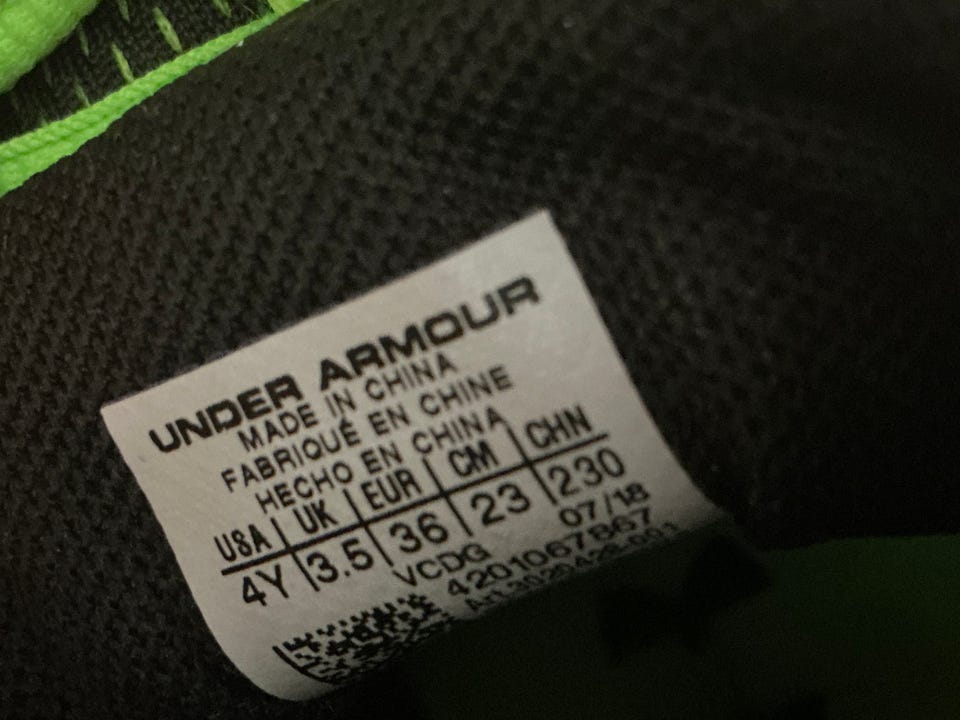 UNDER ARMOUR
MADE IN CHINA
FABRIQUÉ EN CHINE
HECHO EN CHINA
USA UK EUR CM CHN
4Y 3.5 36 23 230
VCDG 07/18
4201067867